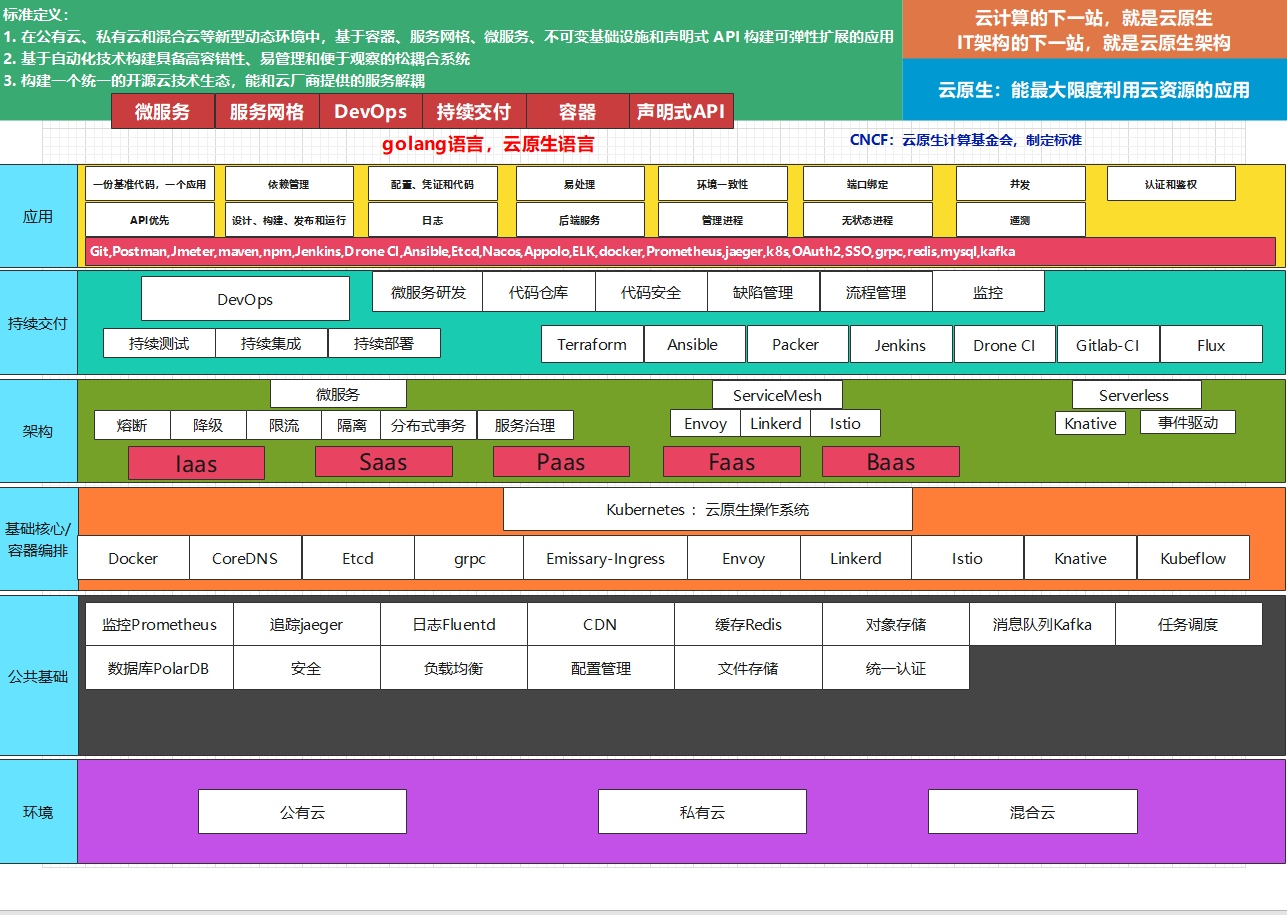 标准定义：
1. 在公有云、私有云和混合云等新型动态环境中，基于容器、服务网格、微服务、不可变基础设施和声明式 API 构建可弹性扩展的应用
2. 基于自动化技术构建具备高容错性、易管理和便于观察的松耦合系统
3. 构建一个统一的开源云技术生态，能和云厂商提供的服务解耦
云计算的下一站，就是云原生
IT架构的下一站，就是云原生架构
云原生：能最大限度利用云资源的应用
微服务 服务网格 DevOps 持续交付 容器 声明式API
golang语言，云原生语言
CNCF：云原生计算基金会，制定标准
应用
一份基准代码，一个应用 依赖管理 配置、凭证和代码 易处理 环境一致性 端口绑定 并发 认证和鉴权
API优先 设计、构建、发布和运行 日志 后端服务 管理进程 无状态进程 遥测
Git,Postman,Jmeter,maven,npm,Jenkins,Drone CI,Ansible,Etcd,Nacos,Appolo,ELK,docker,Prometheus,jaeger,k8s,OAuth2,SSO,grpc,redis,mysql,kafka
持续交付
DevOps 微服务研发 代码仓库 代码安全 缺陷管理 流程管理 监控
持续测试 持续集成 持续部署 Terraform Ansible Packer Jenkins Drone CI Gitlab-CI Flux
架构
微服务 ServiceMesh Serverless
熔断 降级 限流 隔离 分布式事务 服务治理 Envoy Linkerd Istio Knative 事件驱动
Iaas Saas Paas Faas Baas
基础核心/
容器编排
Kubernetes ：云原生操作系统
Docker CoreDNS Etcd grpc Emissary-Ingress Envoy Linkerd Istio Knative Kubeflow
公共基础
监控Prometheus 追踪jaeger 日志Fluentd CDN 缓存Redis 对象存储 消息队列Kafka 任务调度
数据库PolarDB 安全 负载均衡 配置管理 文件存储 统一认证
环境
公有云 私有云 混合云